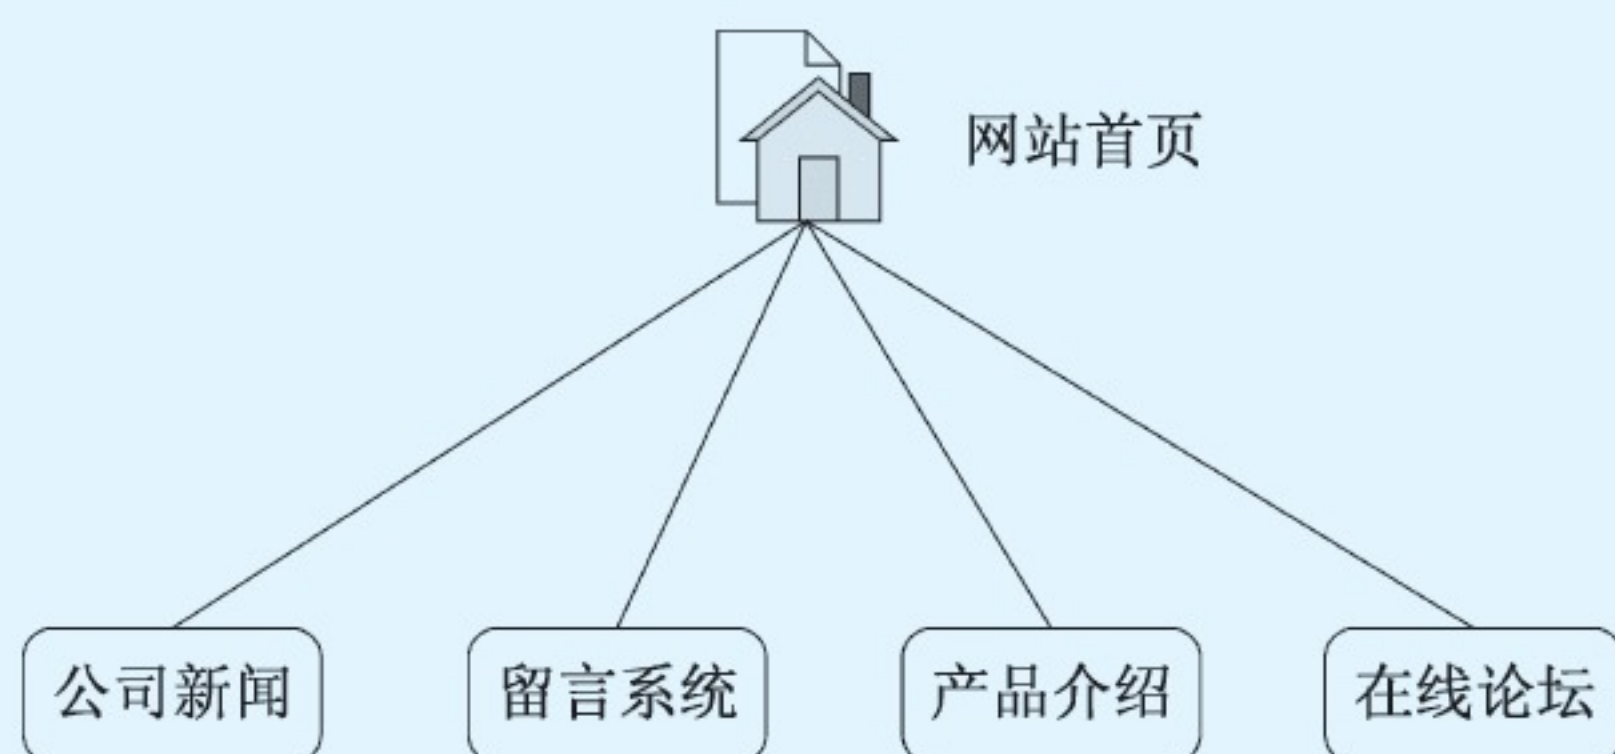 网站首页
公司新闻
留言系统
产品介绍
在线论坛